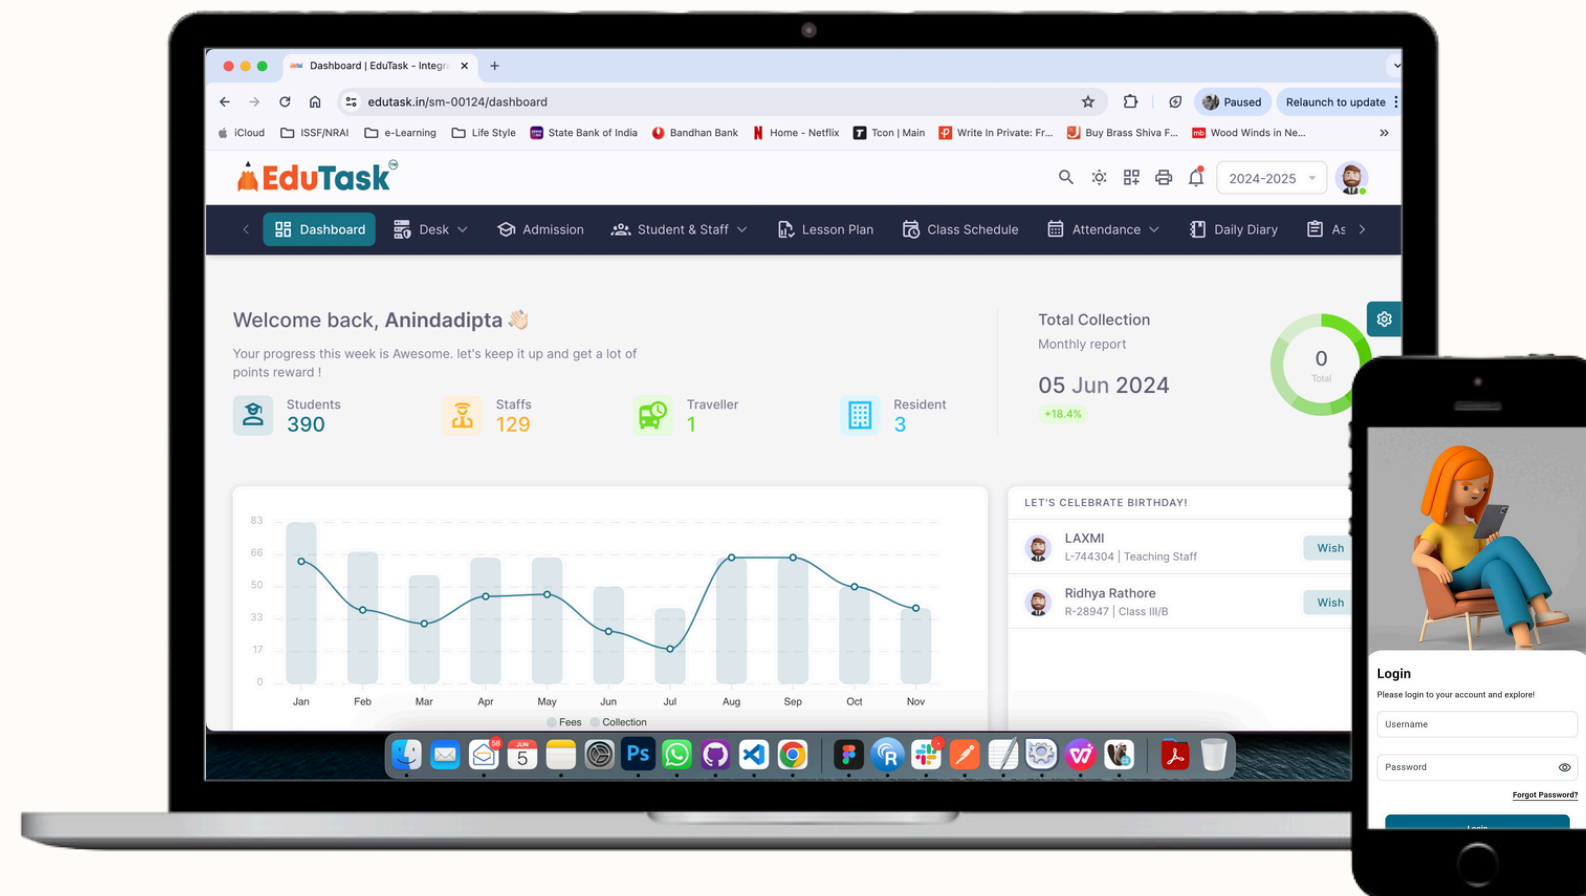 Dashboard | EduTask - Integr
edutask.in/sm-00124/dashboard
Paused
Relaunch to update
iCloud
ISSF/NRAI
e-Learning
Life Style
State Bank of India
Bandhan Bank
Home - Netflix
Tcon | Main
Write In Private: Fr...
Buy Brass Shiva F...
Wood Winds in Ne...
EduTask
2024-2025
Dashboard
Desk
Admission
Student & Staff
Lesson Plan
Class Schedule
Attendance
Daily Diary
As
Welcome back, Anindadipta
Your progress this week is Awesome. let's keep it up and get a lot of
points reward !
Students
390
Staffs
129
Traveller
1
Resident
3
Total Collection
Monthly report
05 Jun 2024
+18.4%
0
Total
83
66
50
33
17
0
Jan Feb Mar Apr May Jun Jul Aug Sep Oct Nov
Fees Collection
LET'S CELEBRATE BIRTHDAY!
LAXMI
L-744304 | Teaching Staff
Wish
Ridhya Rathore
R-28947 | Class III/B
Wish
58
JUN
5
Ps
Login
Please login to your account and explore!
Username
Password
Forgot Password?
Login